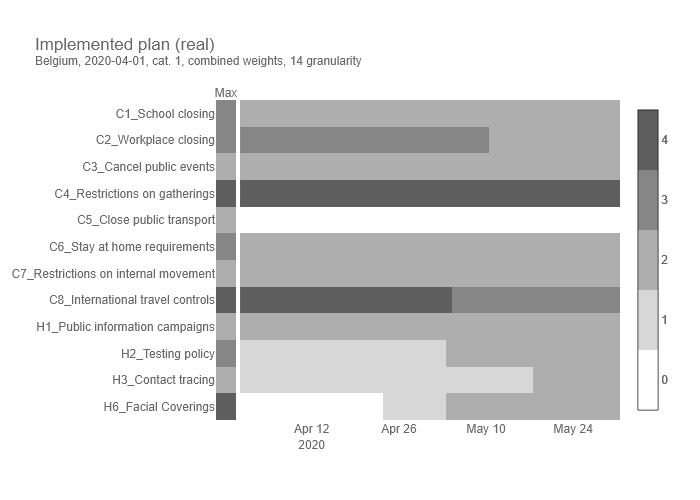 Implemented plan (real)
Belgium, 2020-04-01, cat. 1, combined weights, 14 granularity
Max
C1_School closing
C2_Workplace closing
C3_Cancel public events
C4_Restrictions on gatherings
C5_Close public transport
C6_Stay at home requirements
C7_Restrictions on internal movement
C8_International travel controls
H1_Public information campaigns
H2_Testing policy
H3_Contact tracing
H6_Facial Coverings
4
3
2
1
0
Apr 12 Apr 26 May 10 May 24
2020